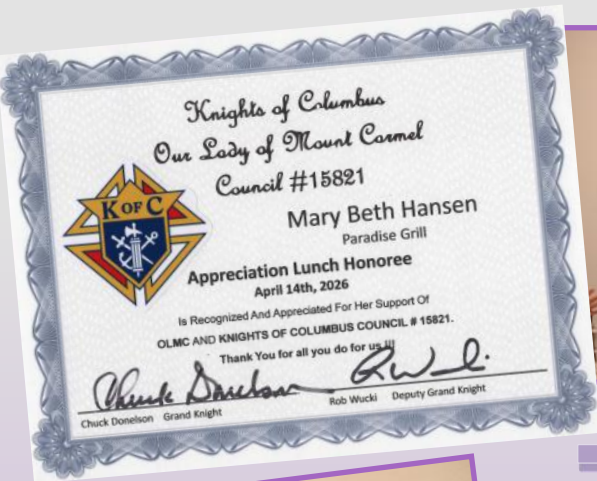 Knights of Columbus
Our Lady of Mount Carmel
Council #15821
K OF C
Mary Beth Hansen
Paradise Grill
Appreciation Lunch Honoree
April 14th, 2026
Is Recognized And Appreciated For Her Support Of
OLMC AND KNIGHTS OF COLUMBUS COUNCIL # 15821.
Thank You for all you do for us !!!
Chuck Donelson
Chuck Donelson Grand Knight
Rob Wucki Deputy Grand Knight